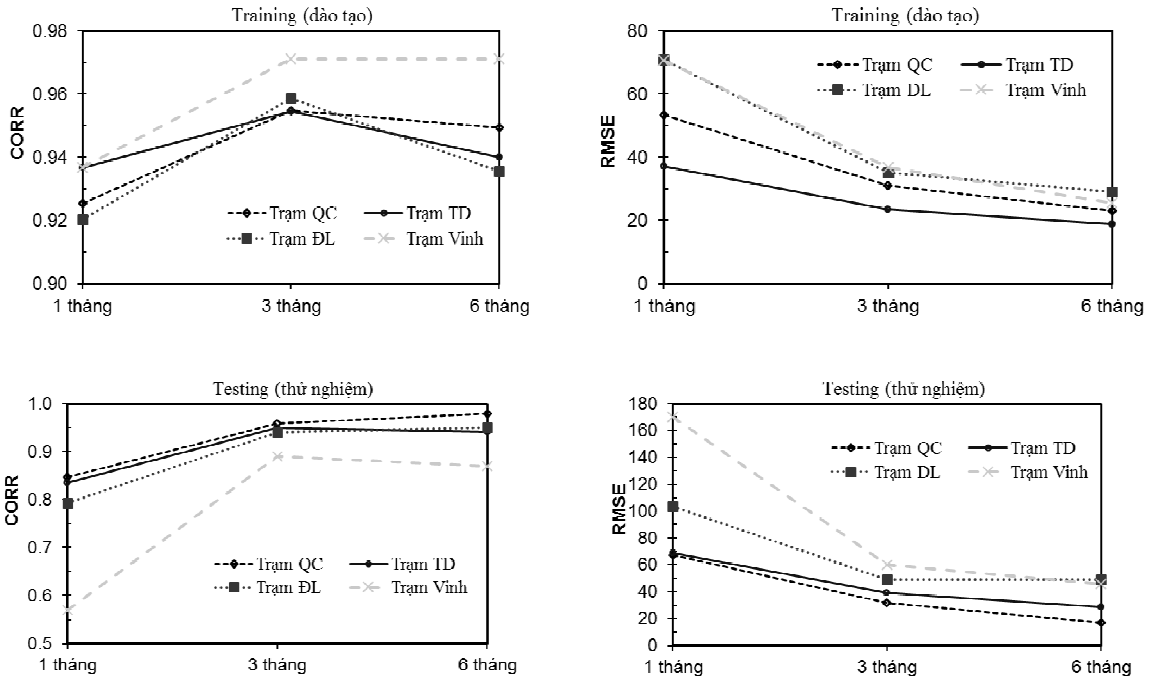 Training (đào tạo)
0.98
0.96
0.94
0.92
0.90
CORR
Trạm QC
Trạm TD
Trạm ĐL
Trạm Vinh
1 tháng
3 tháng
6 tháng
Training (đào tạo)
80
60
40
20
0
RMSE
Trạm QC
Trạm TD
Trạm DL
Trạm Vinh
1 tháng
3 tháng
6 tháng
Testing (thử nghiệm)
1.0
0.9
0.8
0.7
0.6
0.5
CORR
Trạm QC
Trạm TD
Trạm ĐL
Trạm Vinh
1 tháng
3 tháng
6 tháng
Testing (thử nghiệm)
180
160
140
120
100
80
60
40
20
0
RMSE
Trạm QC
Trạm TD
Trạm DL
Trạm Vinh
1 tháng
3 tháng
6 tháng